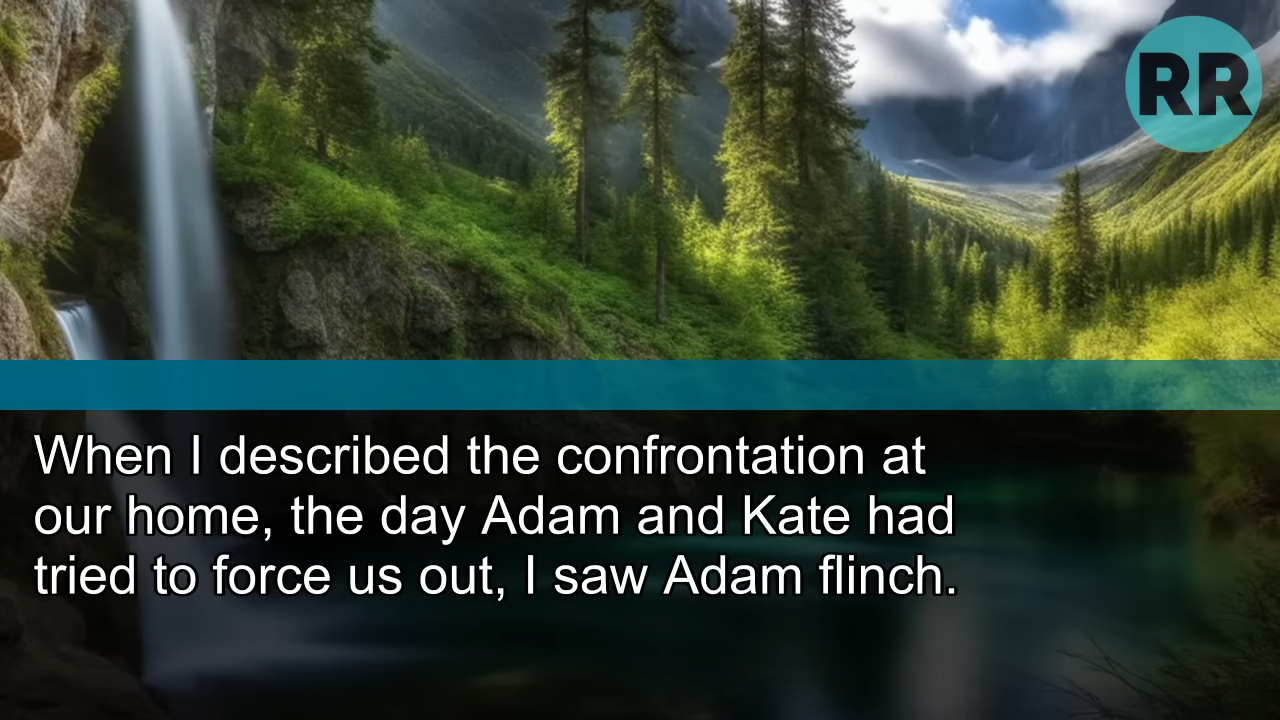 RR
When I described the confrontation at
our home, the day Adam and Kate had
tried to force us out, I saw Adam flinch.